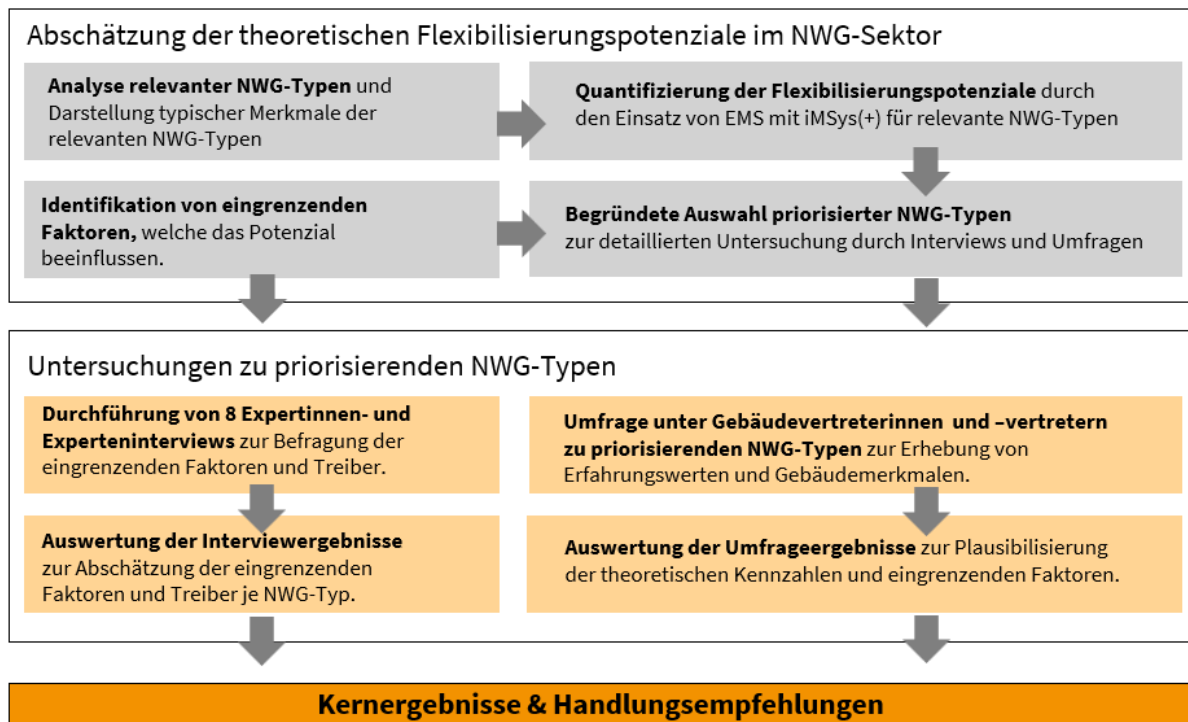 Abschätzung der theoretischen Flexibilisierungspotenziale im NWG-Sektor
Analyse relevanter NWG-Typen und
Darstellung typischer Merkmale der
relevanten NWG-Typen
Quantifizierung der Flexibilisierungspotenziale durch
den Einsatz von EMS mit iMSys(+) für relevante NWG-Typen
Identifikation von eingrenzenden
Faktoren, welche das Potenzial
beeinflussen.
Begründete Auswahl priorisierter NWG-Typen
zur detaillierten Untersuchung durch Interviews und Umfragen
Untersuchungen zu priorisierenden NWG-Typen
Durchführung von 8 Expertinnen- und
Experteninterviews zur Befragung der
eingrenzenden Faktoren und Treiber.
Umfrage unter Gebäudevertreterinnen und –vertretern
zu priorisierenden NWG-Typen zur Erhebung von
Erfahrungswerten und Gebäudemerkmalen.
Auswertung der Interviewergebnisse
zur Abschätzung der eingrenzenden
Faktoren und Treiber je NWG-Typ.
Auswertung der Umfrageergebnisse zur Plausibilisierung
der theoretischen Kennzahlen und eingrenzenden Faktoren.
Kernergebnisse & Handlungsempfehlungen